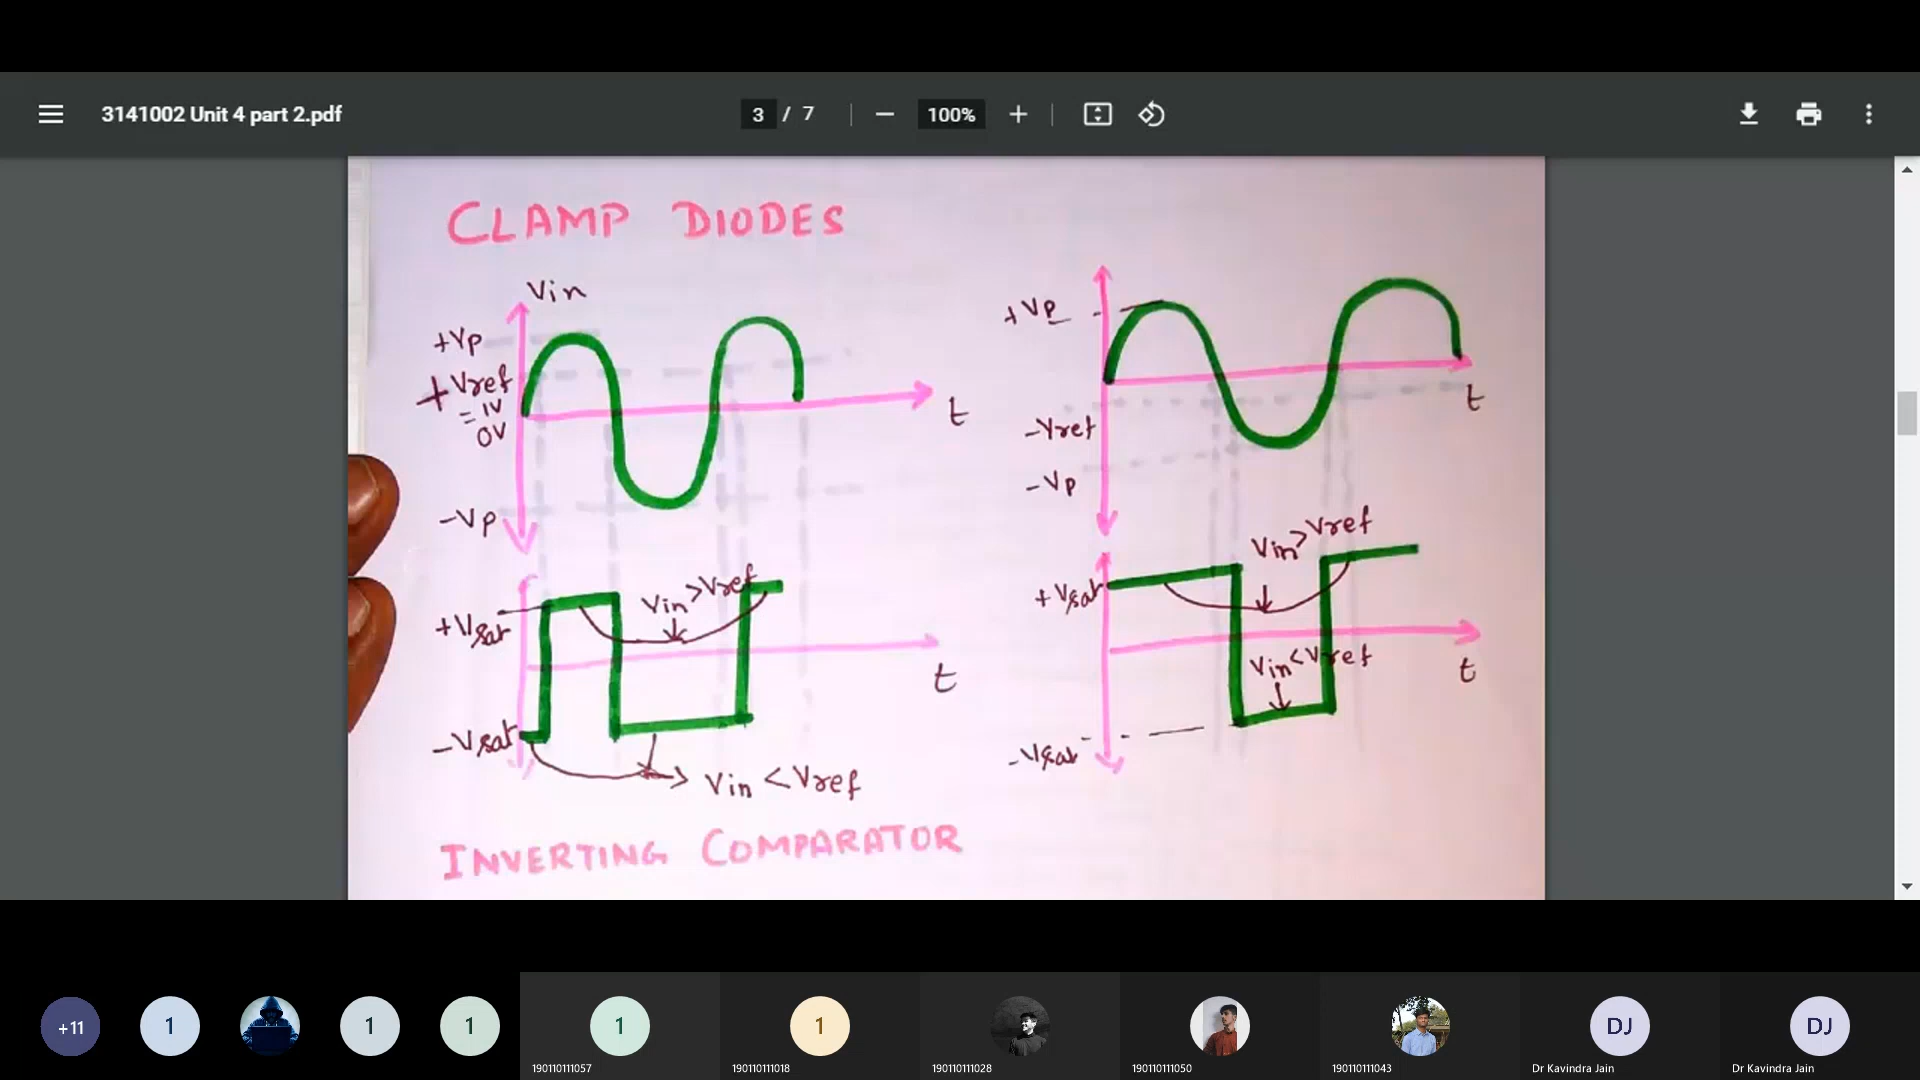 3141002 Unit 4 part 2.pdf
3 / 7
100%
CLAMP DIODES
Vin
+Vp
+Vref
= 1V
0V
-Vp
t
+Vsat
Vin > Vref
-Vsat
t
Vin < Vref
+Vp
-Vref
-Vp
t
Vin > Vref
+Vsat
Vin < Vref
t
-Vsat
INVERTING COMPARATOR
+11
1
1
1
1
190110111057
1
190110111018
190110111028
190110111050
190110111043
DJ
Dr Kavindra Jain
DJ
Dr Kavindra Jain